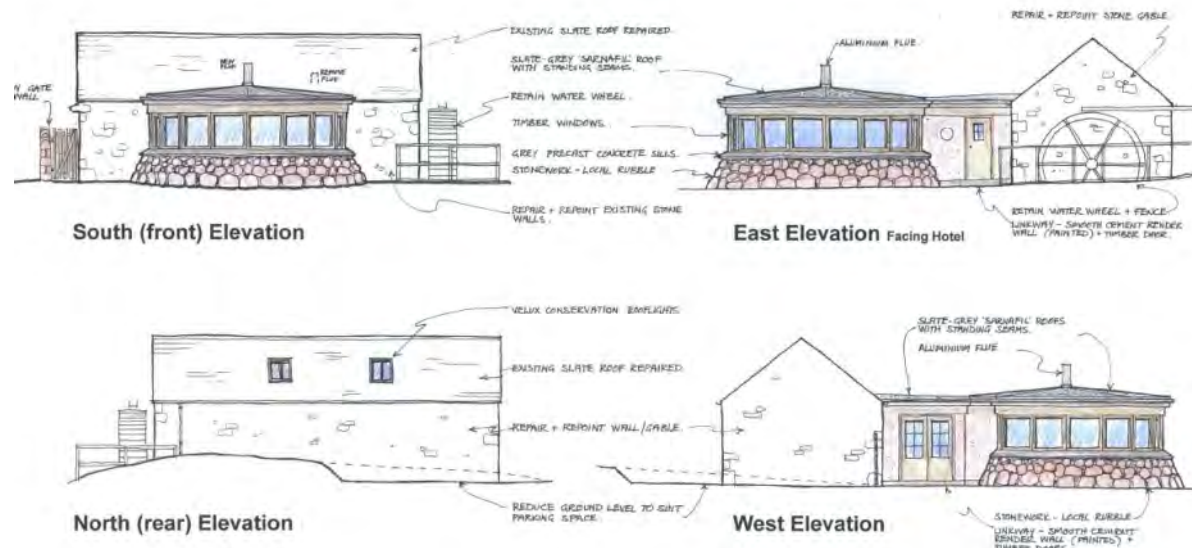 EXISTING SLATE ROOF REPAIRED.
SLATE-GREY 'SARNAFIL' ROOF
WITH STANDING SEAMS.
RETAIN WATER WHEEL.
TIMBER WINDOWS.
GREY PRECAST CONCRETE SILLS.
STONEWORK - LOCAL RUBBLE
REPAIR + REPOINT EXISTING STONE
WALLS.
REMOVE
FLUE
N GATE
WALL
South (front) Elevation
REPAIR + REPOINT STONE GABLE.
ALUMINIUM FLUE.
RETAIN WATER WHEEL + FENCE
LINKWAY - SMOOTH CEMENT RENDER
WALL (PAINTED) + TIMBER DOOR.
East Elevation Facing Hotel
VELUX CONSERVATION ROOFLIGHTS.
EXISTING SLATE ROOF REPAIRED.
REPAIR + REPOINT WALL/GABLE.
REDUCE GROUND LEVEL TO SUIT
PARKING SPACE.
North (rear) Elevation
SLATE-GREY 'SARNAFIL' ROOFS
WITH STANDING SEAMS.
ALUMINIUM FLUE
STONEWORK - LOCAL RUBBLE
LINKWAY - SMOOTH CEMENT
RENDER WALL (PAINTED) +
West Elevation